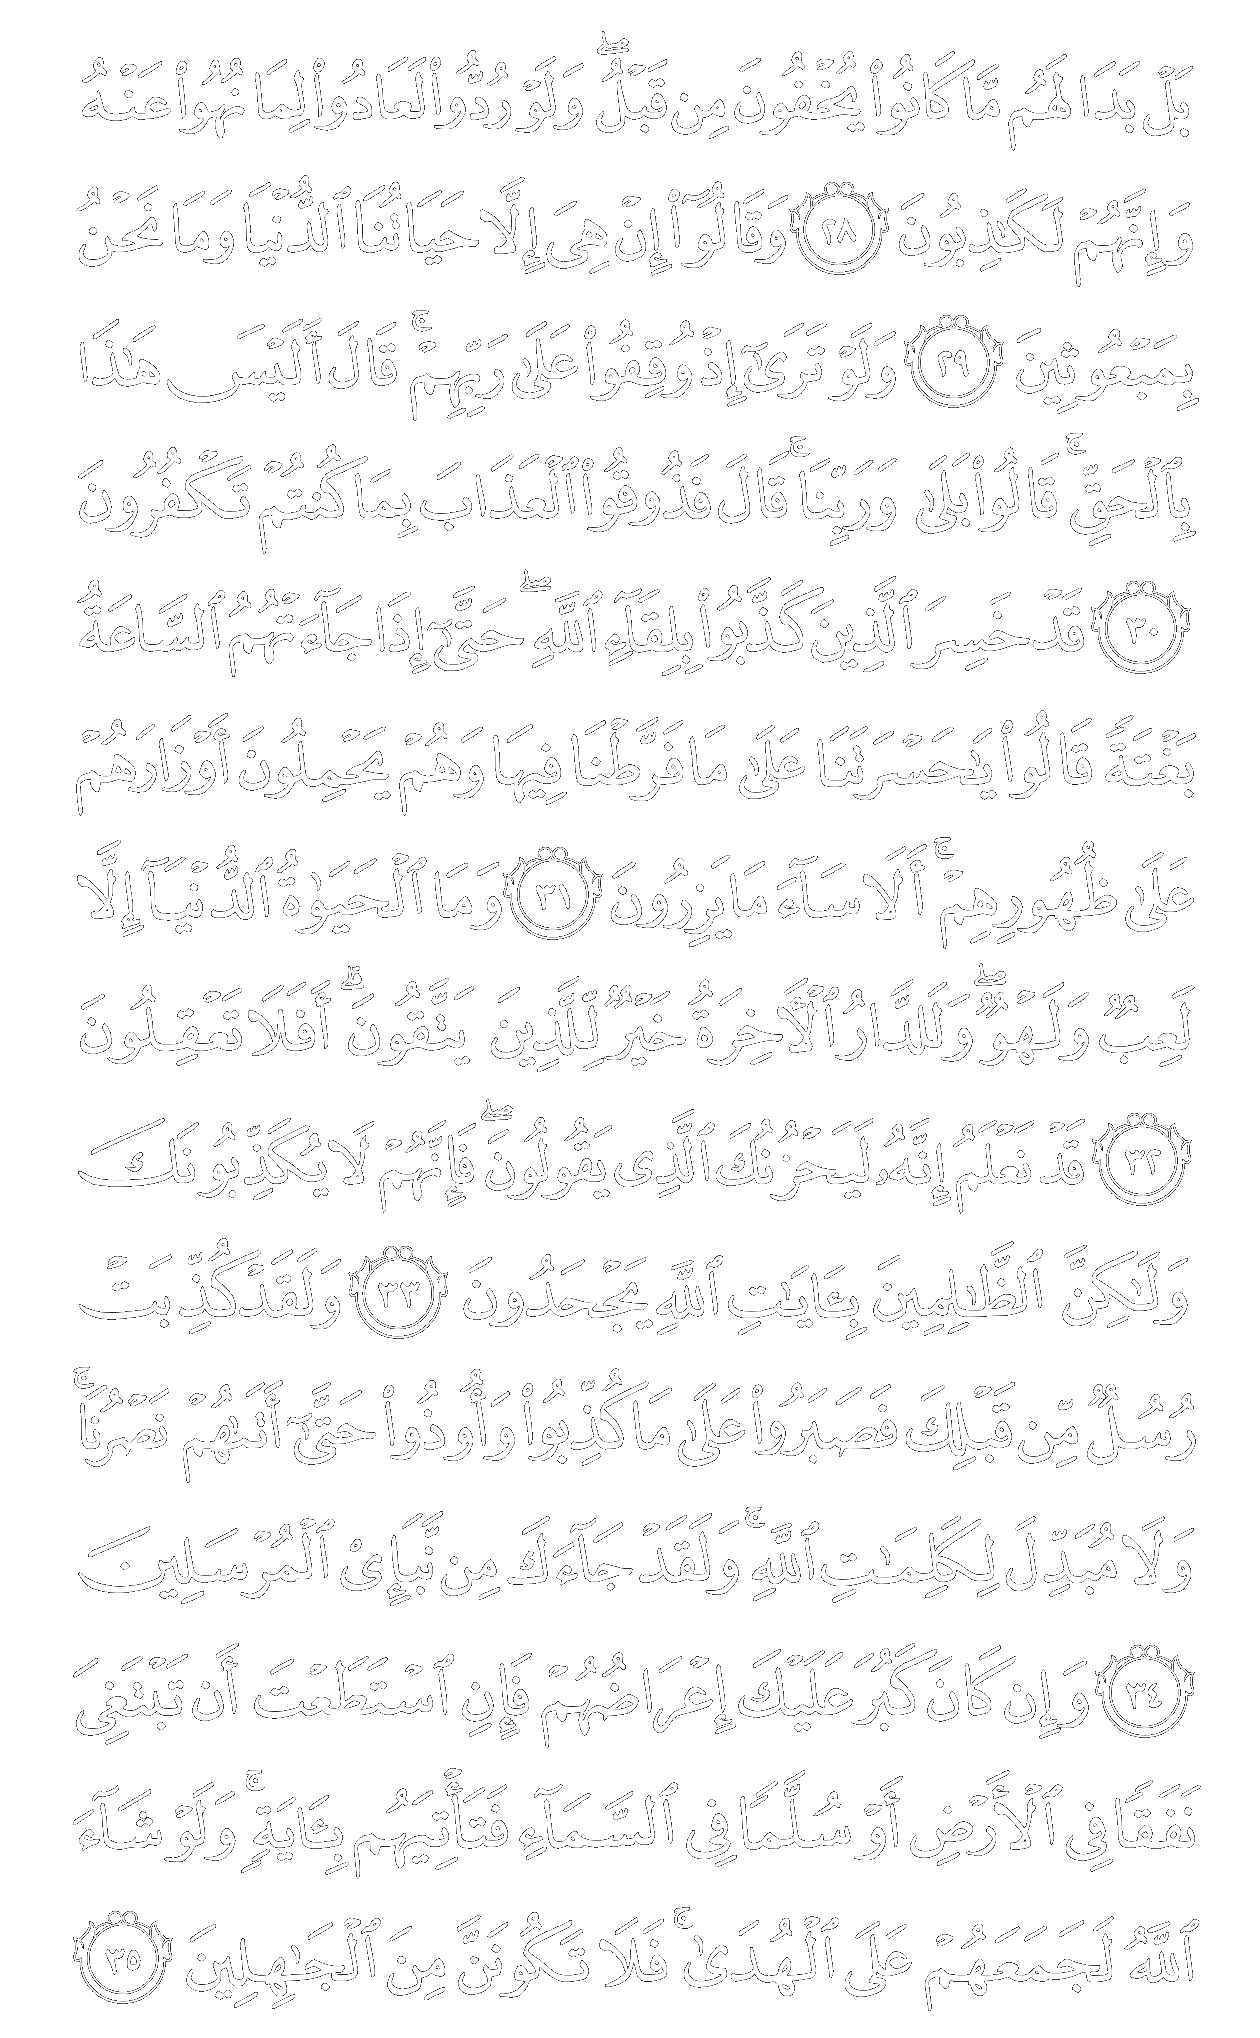 بَلْ بَدَا لَهُم مَّا كَانُوا۟ يُخْفُونَ مِن قَبْلُ ۖ وَلَوْ رُدُّوا۟ لَعَادُوا۟ لِمَا نُهُوا۟ عَنْهُ
وَإِنَّهُمْ لَكَـٰذِبُونَ ٢٨ وَقَالُوٓا۟ إِنْ هِىَ إِلَّا حَيَاتُنَا ٱلدُّنْيَا وَمَا نَحْنُ
بِمَبْعُوثِينَ ٢٩ وَلَوْ تَرَىٰٓ إِذْ وُقِفُوا۟ عَلَىٰ رَبِّهِمْ ۚ قَالَ أَلَيْسَ هَـٰذَا
بِٱلْحَقِّ ۚ قَالُوا۟ بَلَىٰ وَرَبِّنَا ۚ قَالَ فَذُوقُوا۟ ٱلْعَذَابَ بِمَا كُنتُمْ تَكْفُرُونَ
٣٠ قَدْ خَسِرَ ٱلَّذِينَ كَذَّبُوا۟ بِلِقَآءِ ٱللَّهِ ۖ حَتَّىٰٓ إِذَا جَآءَتْهُمُ ٱلسَّاعَةُ
بَغْتَةً قَالُوا۟ يَـٰحَسْرَتَنَا عَلَىٰ مَا فَرَّطْنَا فِيهَا وَهُمْ يَحْمِلُونَ أَوْزَارَهُمْ
عَلَىٰ ظُهُورِهِمْ ۚ أَلَا سَآءَ مَا يَزِرُونَ ٣١ وَمَا ٱلْحَيَوٰةُ ٱلدُّنْيَآ إِلَّا
لَعِبٌ وَلَهْوٌ ۖ وَلَلدَّارُ ٱلْـَٔاخِرَةُ خَيْرٌ لِّلَّذِينَ يَتَّقُونَ ۗ أَفَلَا تَعْقِلُونَ
٣٢ قَدْ نَعْلَمُ إِنَّهُۥ لَيَحْزُنُكَ ٱلَّذِى يَقُولُونَ ۖ فَإِنَّهُمْ لَا يُكَذِّبُونَكَ
وَلَـٰكِنَّ ٱلظَّـٰلِمِينَ بِـَٔايَـٰتِ ٱللَّهِ يَجْحَدُونَ ٣٣ وَلَقَدْ كُذِّبَتْ
رُسُلٌ مِّن قَبْلِكَ فَصَبَرُوا۟ عَلَىٰ مَا كُذِّبُوا۟ وَأُوذُوا۟ حَتَّىٰٓ أَتَىٰهُمْ نَصْرُنَا ۚ
وَلَا مُبَدِّلَ لِكَلِمَـٰتِ ٱللَّهِ ۚ وَلَقَدْ جَآءَكَ مِن نَّبَإِى۟ ٱلْمُرْسَلِينَ
٣٤ وَإِن كَانَ كَبُرَ عَلَيْكَ إِعْرَاضُهُمْ فَإِنِ ٱسْتَطَعْتَ أَن تَبْتَغِىَ
نَفَقًا فِى ٱلْأَرْضِ أَوْ سُلَّمًا فِى ٱلسَّمَآءِ فَتَأْتِيَهُم بِـَٔايَةٍ ۚ وَلَوْ شَآءَ
ٱللَّهُ لَجَمَعَهُمْ عَلَى ٱلْهُدَىٰ ۚ فَلَا تَكُونَنَّ مِنَ ٱلْجَـٰهِلِينَ ٣٥